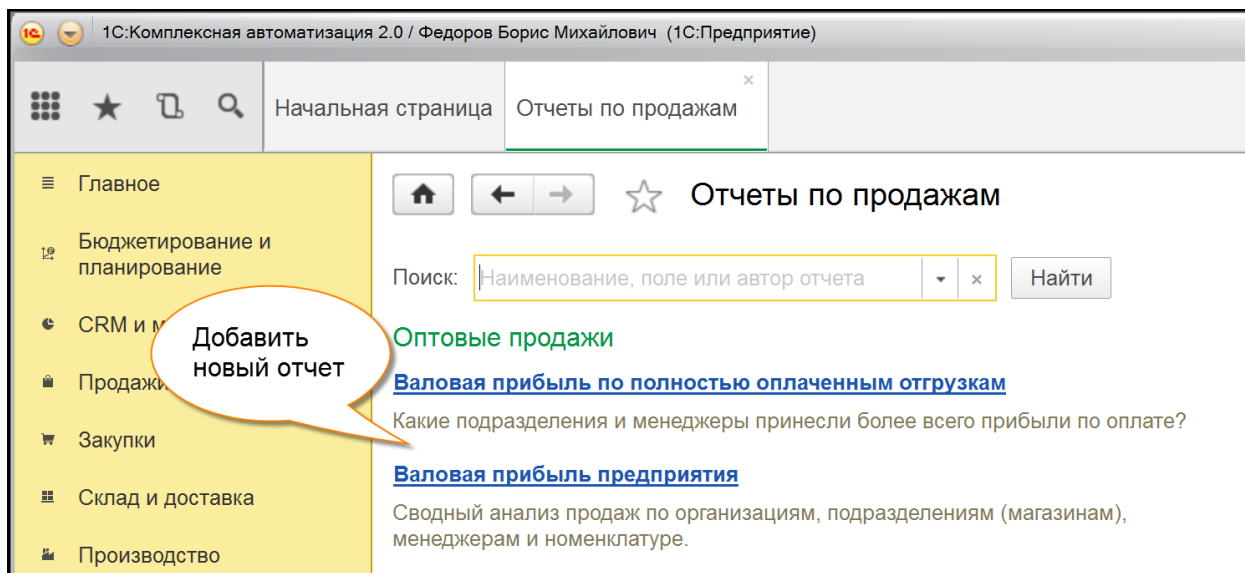 1С:Комплексная автоматизация 2.0 / Федоров Борис Михайлович (1С:Предприятие)
Начальная страница
Отчеты по продажам
Главное
Бюджетирование и
планирование
CRM и м
Продажи
Закупки
Склад и доставка
Производство
Добавить
новый отчет
Отчеты по продажам
Поиск: Наименование, поле или автор отчета Найти
Оптовые продажи
Валовая прибыль по полностью оплаченным отгрузкам
Какие подразделения и менеджеры принесли более всего прибыли по оплате?
Валовая прибыль предприятия
Сводный анализ продаж по организациям, подразделениям (магазинам),
менеджерам и номенклатуре.